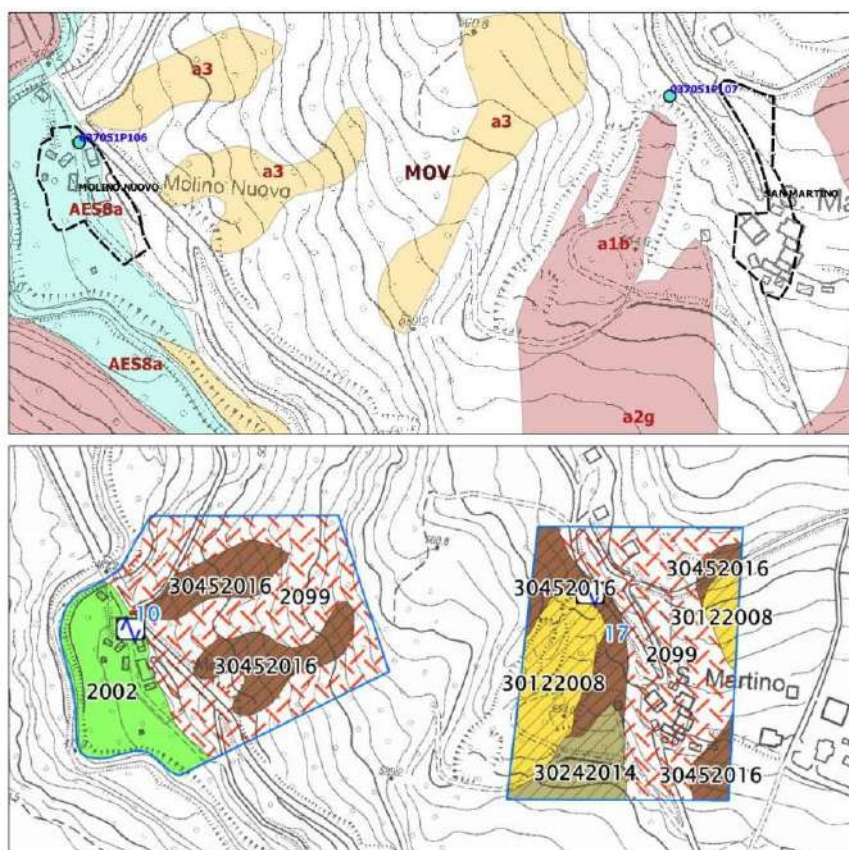 a3
037051P107
037051P106
a3
a3
MOV
MOLINO NUOVO
Molino Nuovo
SAN MARTINO
AES8a
a1b
AES8a
a2g
30452016
2099
10
30452016
2002
30452016
30452016
30122008
17
2099
30122008
S. Martino
30242014
30452016